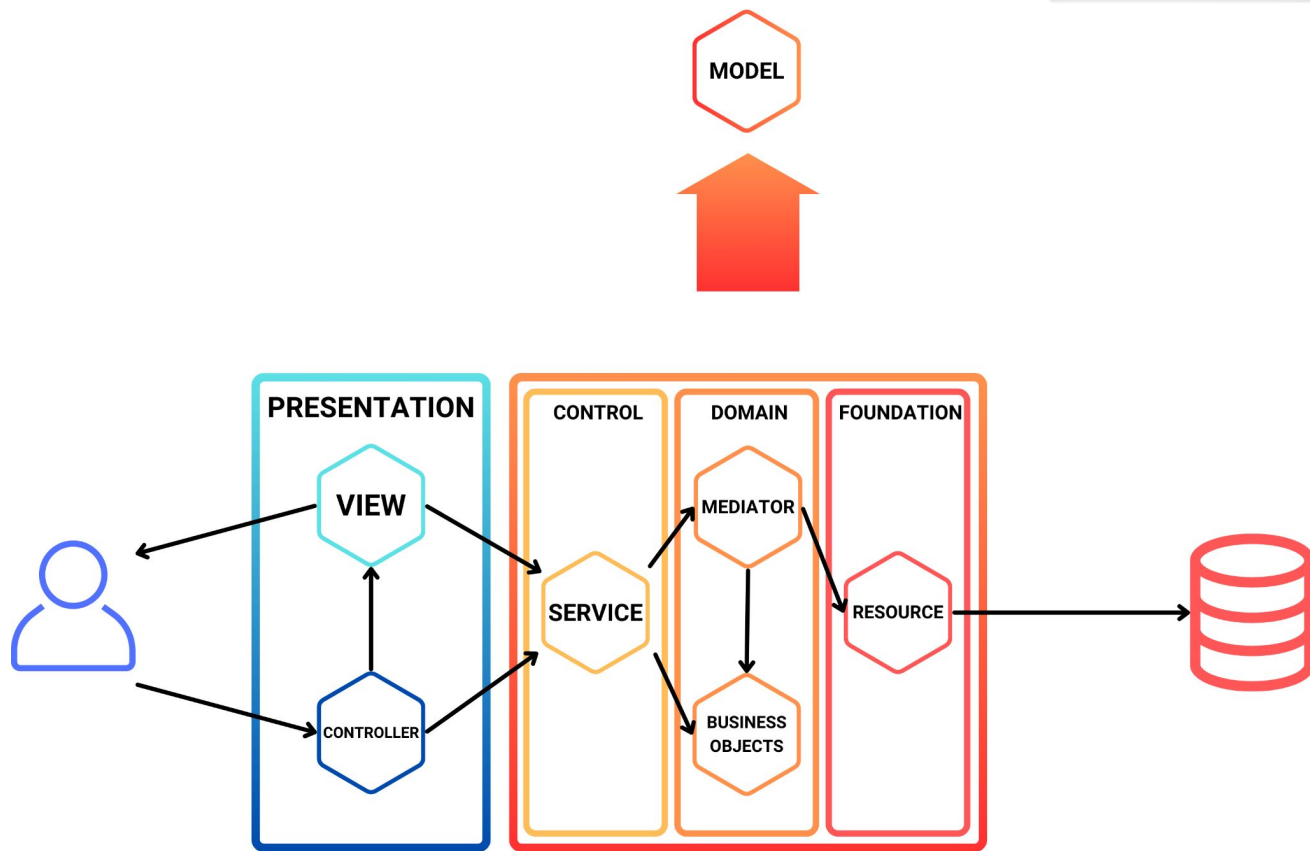 MODEL
PRESENTATION
CONTROL
DOMAIN
FOUNDATION
VIEW
MEDIATOR
SERVICE
RESOURCE
CONTROLLER
BUSINESS
OBJECTS